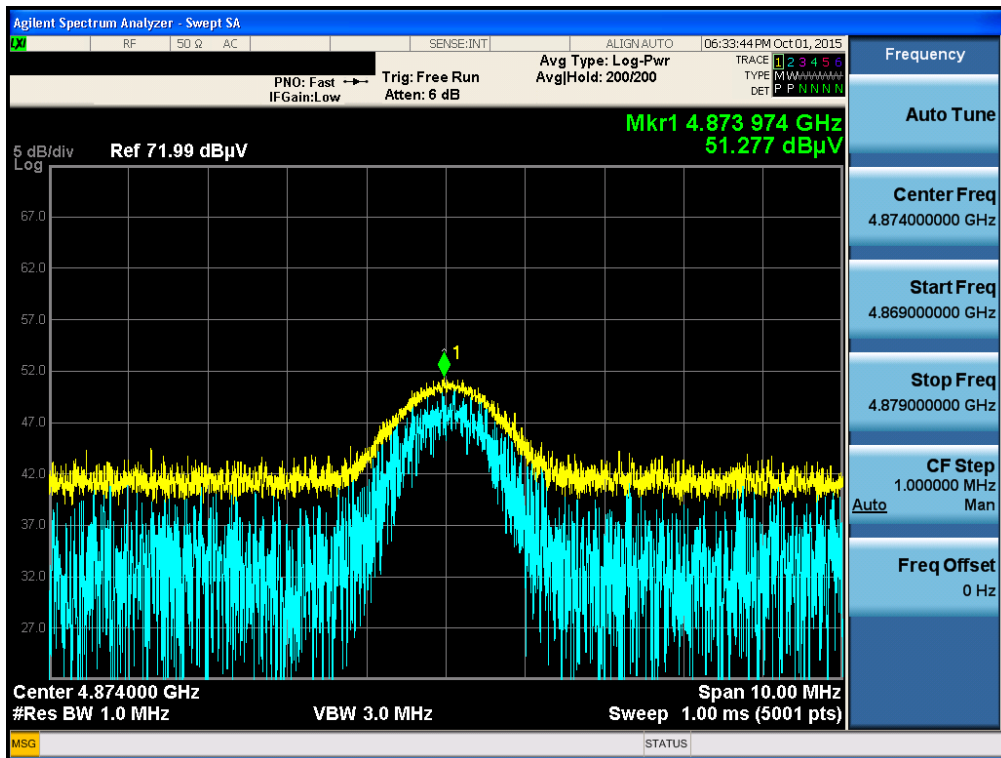 Agilent Spectrum Analyzer - Swept SA
LXI RF 50 Ω AC SENSE:INT ALIGN AUTO 06:33:44 PM Oct 01, 2015
Frequency
PNO: Fast
IFGain:Low
Trig: Free Run
Atten: 6 dB
Avg Type: Log-Pwr
Avg|Hold: 200/200
TRACE 1 2 3 4 5 6
TYPE M W
DET P P N N N N
Mkr1 4.873 974 GHz
51.277 dBµV
5 dB/div Ref 71.99 dBµV
Log
67.0
62.0
57.0
52.0
47.0
42.0
37.0
32.0
27.0
1
Center 4.874000 GHz Span 10.00 MHz
#Res BW 1.0 MHz VBW 3.0 MHz Sweep 1.00 ms (5001 pts)
Auto Tune
Center Freq
4.874000000 GHz
Start Freq
4.869000000 GHz
Stop Freq
4.879000000 GHz
CF Step
1.000000 MHz
Auto Man
Freq Offset
0 Hz
MSG STATUS